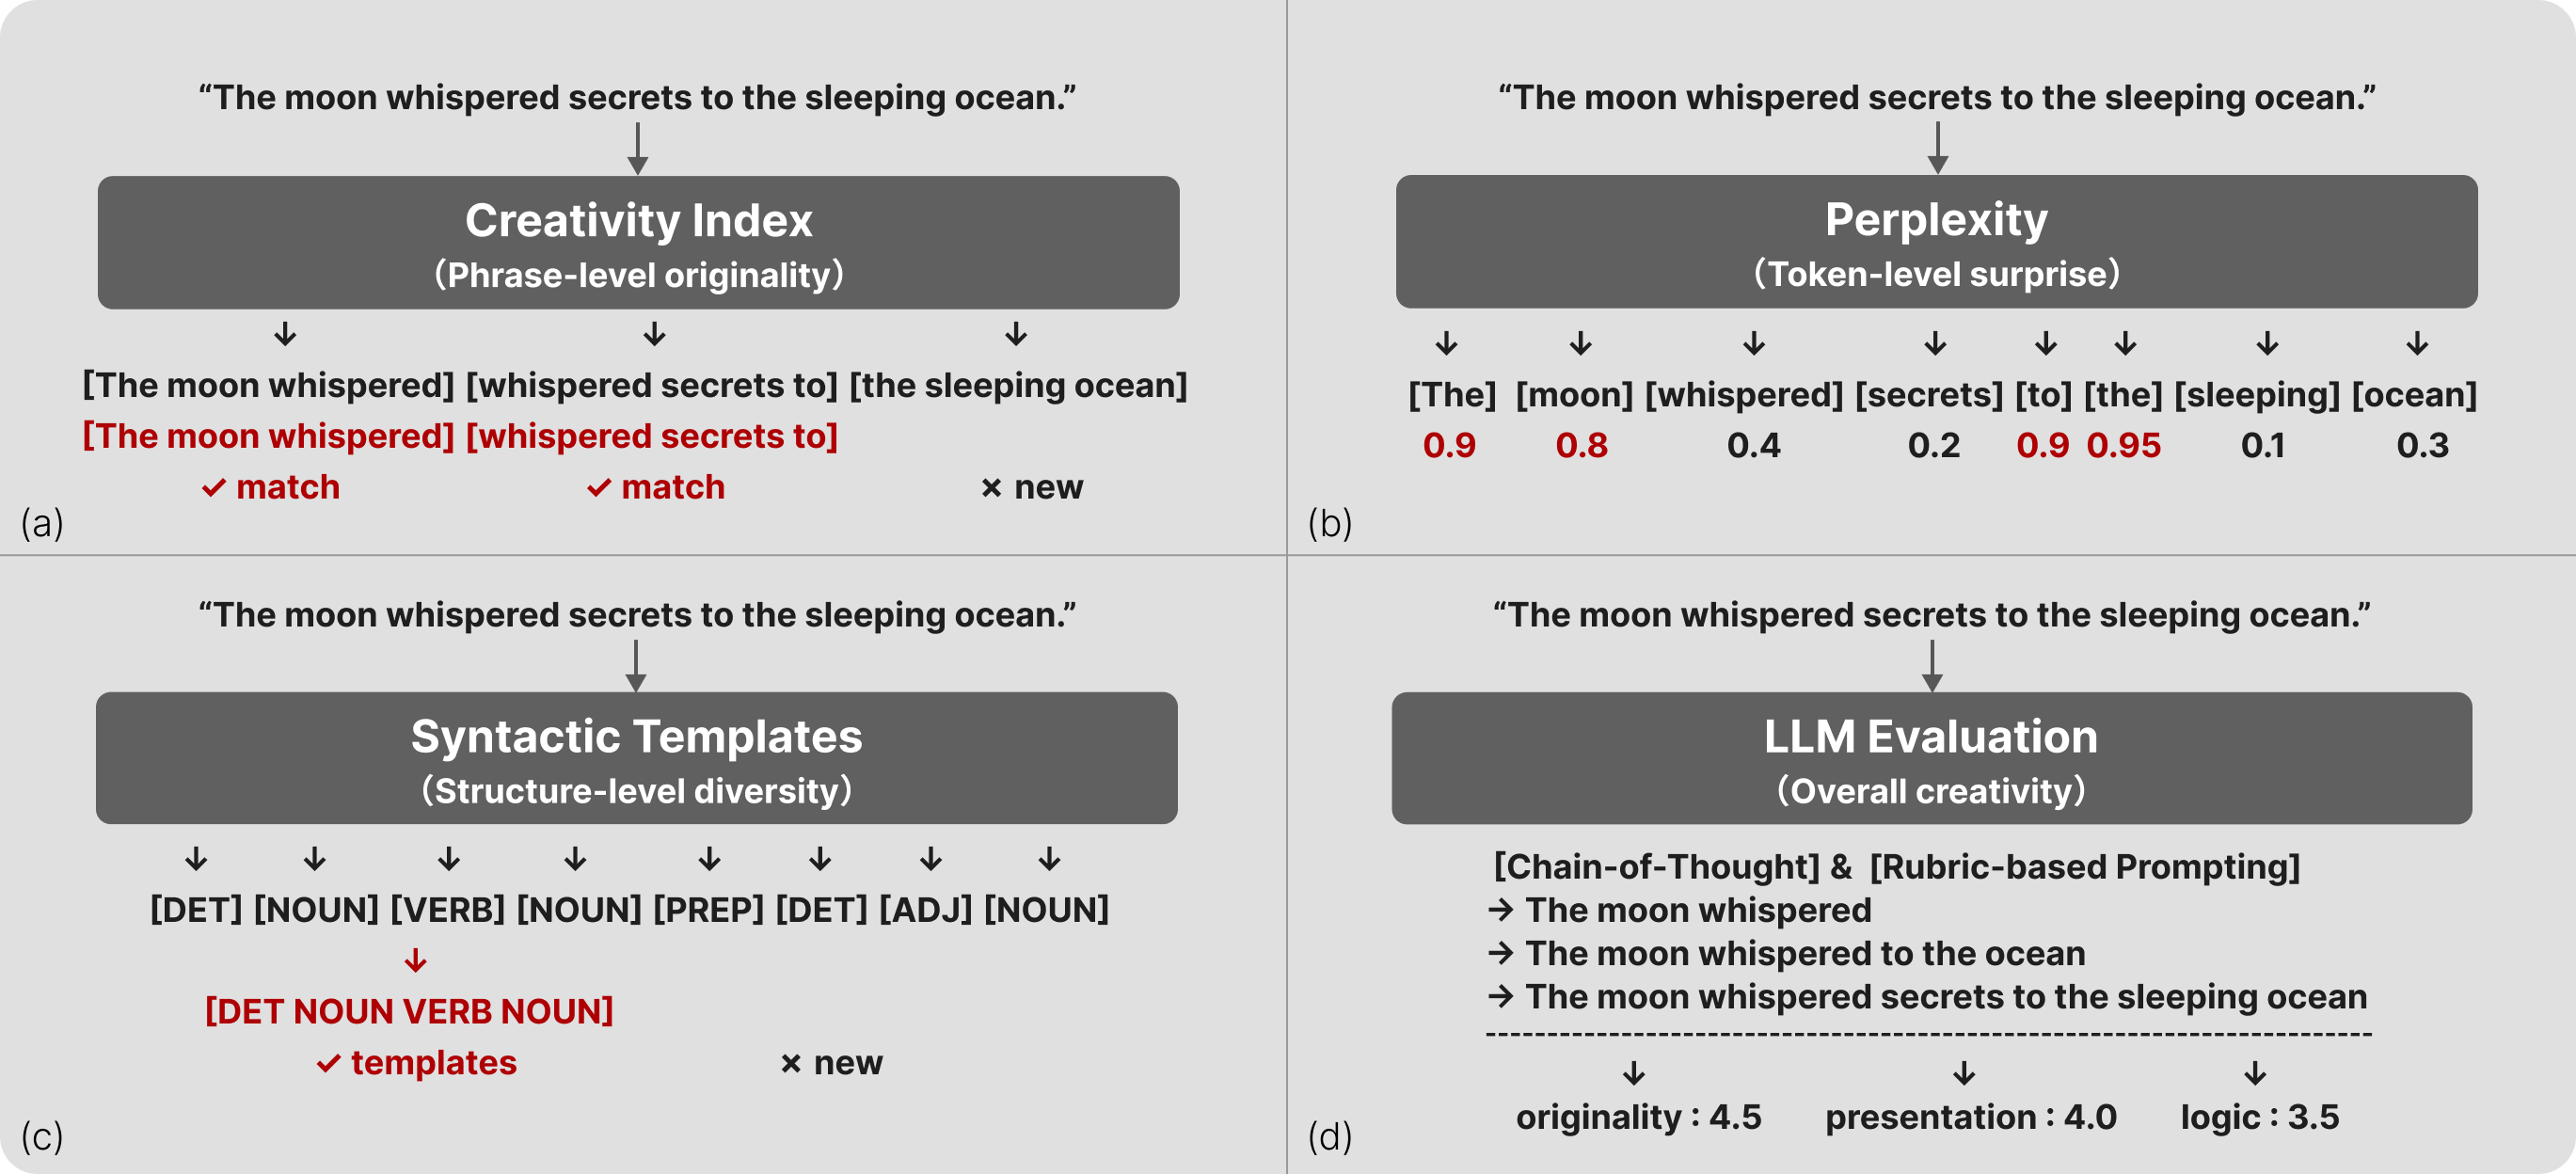 “The moon whispered secrets to the sleeping ocean.”
Creativity Index
(Phrase-level originality)
↓ ↓ ↓
[The moon whispered] [whispered secrets to] [the sleeping ocean]
[The moon whispered] [whispered secrets to]
✓ match ✓ match × new
(a)
“The moon whispered secrets to the sleeping ocean.”
Perplexity
(Token-level surprise)
↓ ↓ ↓ ↓ ↓ ↓ ↓ ↓
[The] [moon] [whispered] [secrets] [to] [the] [sleeping] [ocean]
0.9 0.8 0.4 0.2 0.9 0.95 0.1 0.3
(b)
“The moon whispered secrets to the sleeping ocean.”
Syntactic Templates
(Structure-level diversity)
↓ ↓ ↓ ↓ ↓ ↓ ↓ ↓
[DET] [NOUN] [VERB] [NOUN] [PREP] [DET] [ADJ] [NOUN]
↓
[DET NOUN VERB NOUN]
✓ templates × new
(c)
“The moon whispered secrets to the sleeping ocean.”
LLM Evaluation
(Overall creativity)
[Chain-of-Thought] & [Rubric-based Prompting]
→ The moon whispered
→ The moon whispered to the ocean
→ The moon whispered secrets to the sleeping ocean
↓ ↓ ↓
originality : 4.5 presentation : 4.0 logic : 3.5
(d)